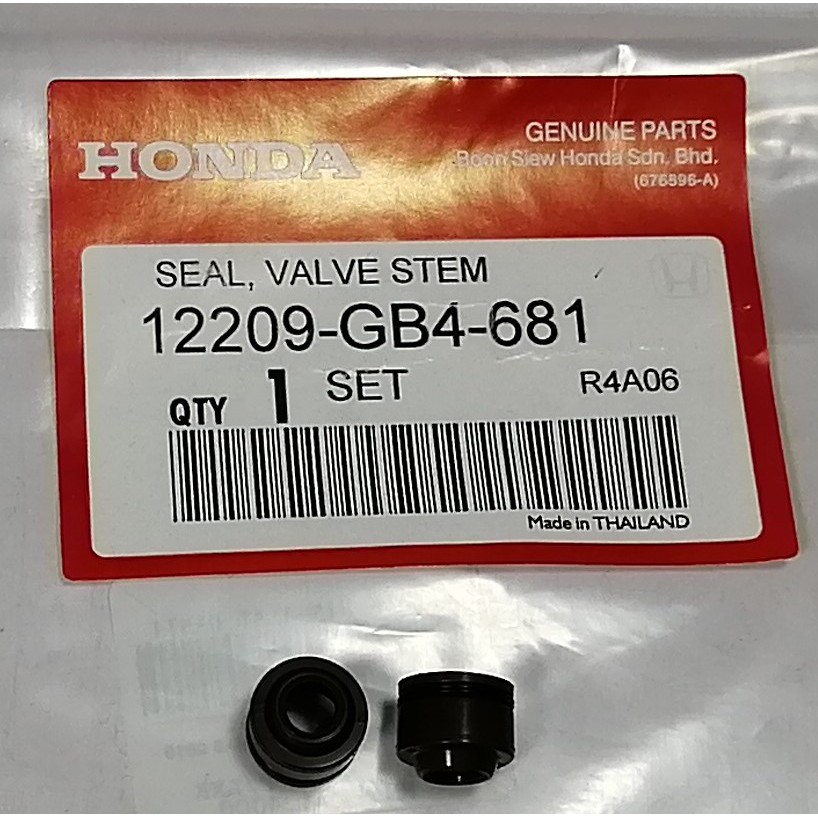 HONDA
GENUINE PARTS
Boon Siew Honda Sdn. Bhd.
(676896-A)
SEAL, VALVE STEM
12209-GB4-681
QTY 1 SET
R4A06
Made in THAILAND